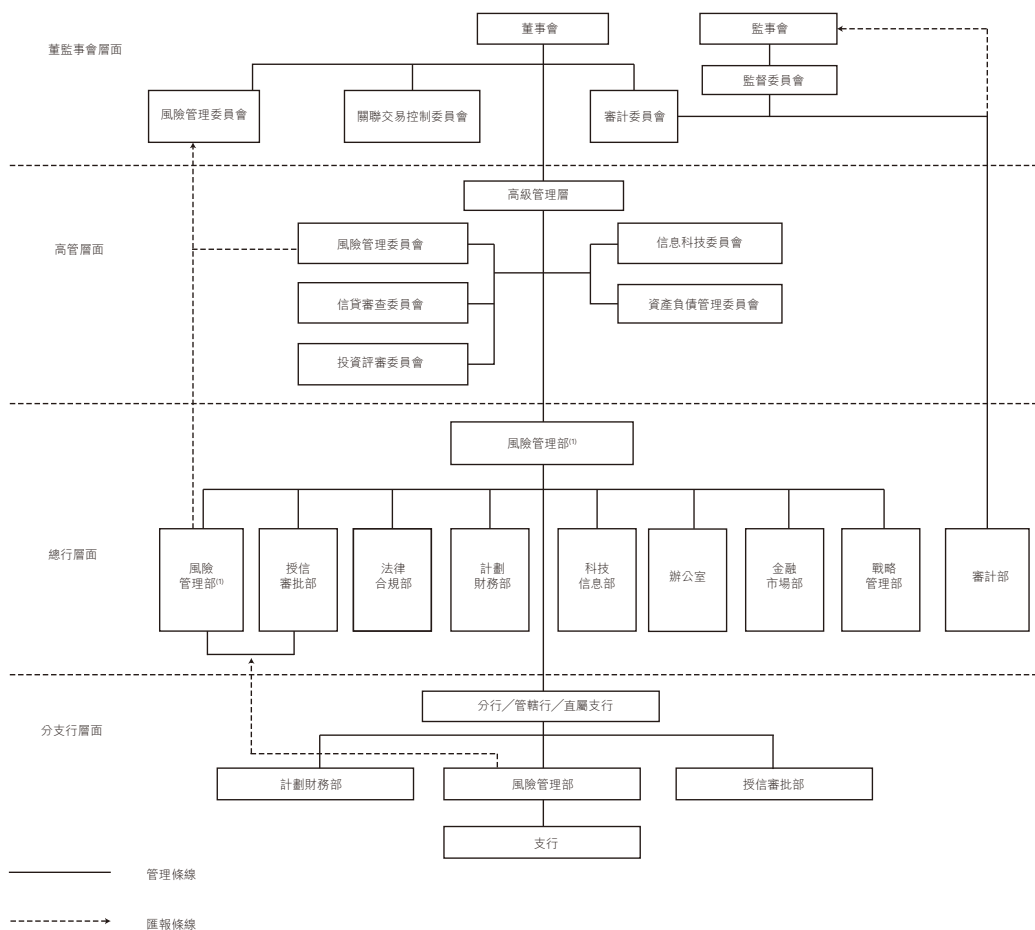 董事會
監事會
董監事會層面
監督委員會
風險管理委員會
關聯交易控制委員會
審計委員會
高級管理層
風險管理委員會
信息科技委員會
高管層面
信貸審查委員會
資產負債管理委員會
投資評審委員會
風險管理部(1)
總行層面
風險
管理部(1)
授信
審批部
法律
合規部
計劃
財務部
科技
信息部
辦公室
金融
市場部
戰略
管理部
審計部
分行／管轄行／直屬支行
分支行層面
計劃財務部
風險管理部
授信審批部
支行
管理條線
匯報條線